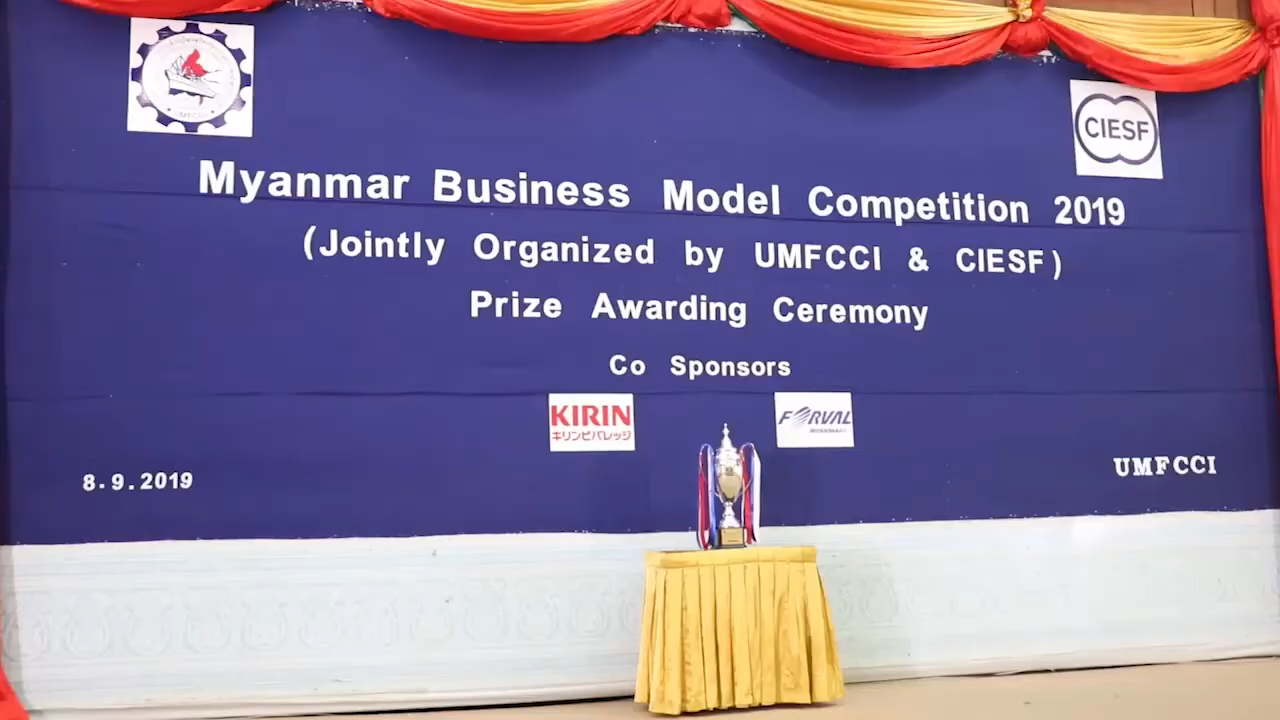 CIESF
Myanmar Business Model Competition 2019
(Jointly Organized by UMFCCI & CIESF)
Prize Awarding Ceremony
Co Sponsors
KIRIN
キリンビバレッジ
FORVAL
8.9.2019
UMFCCI